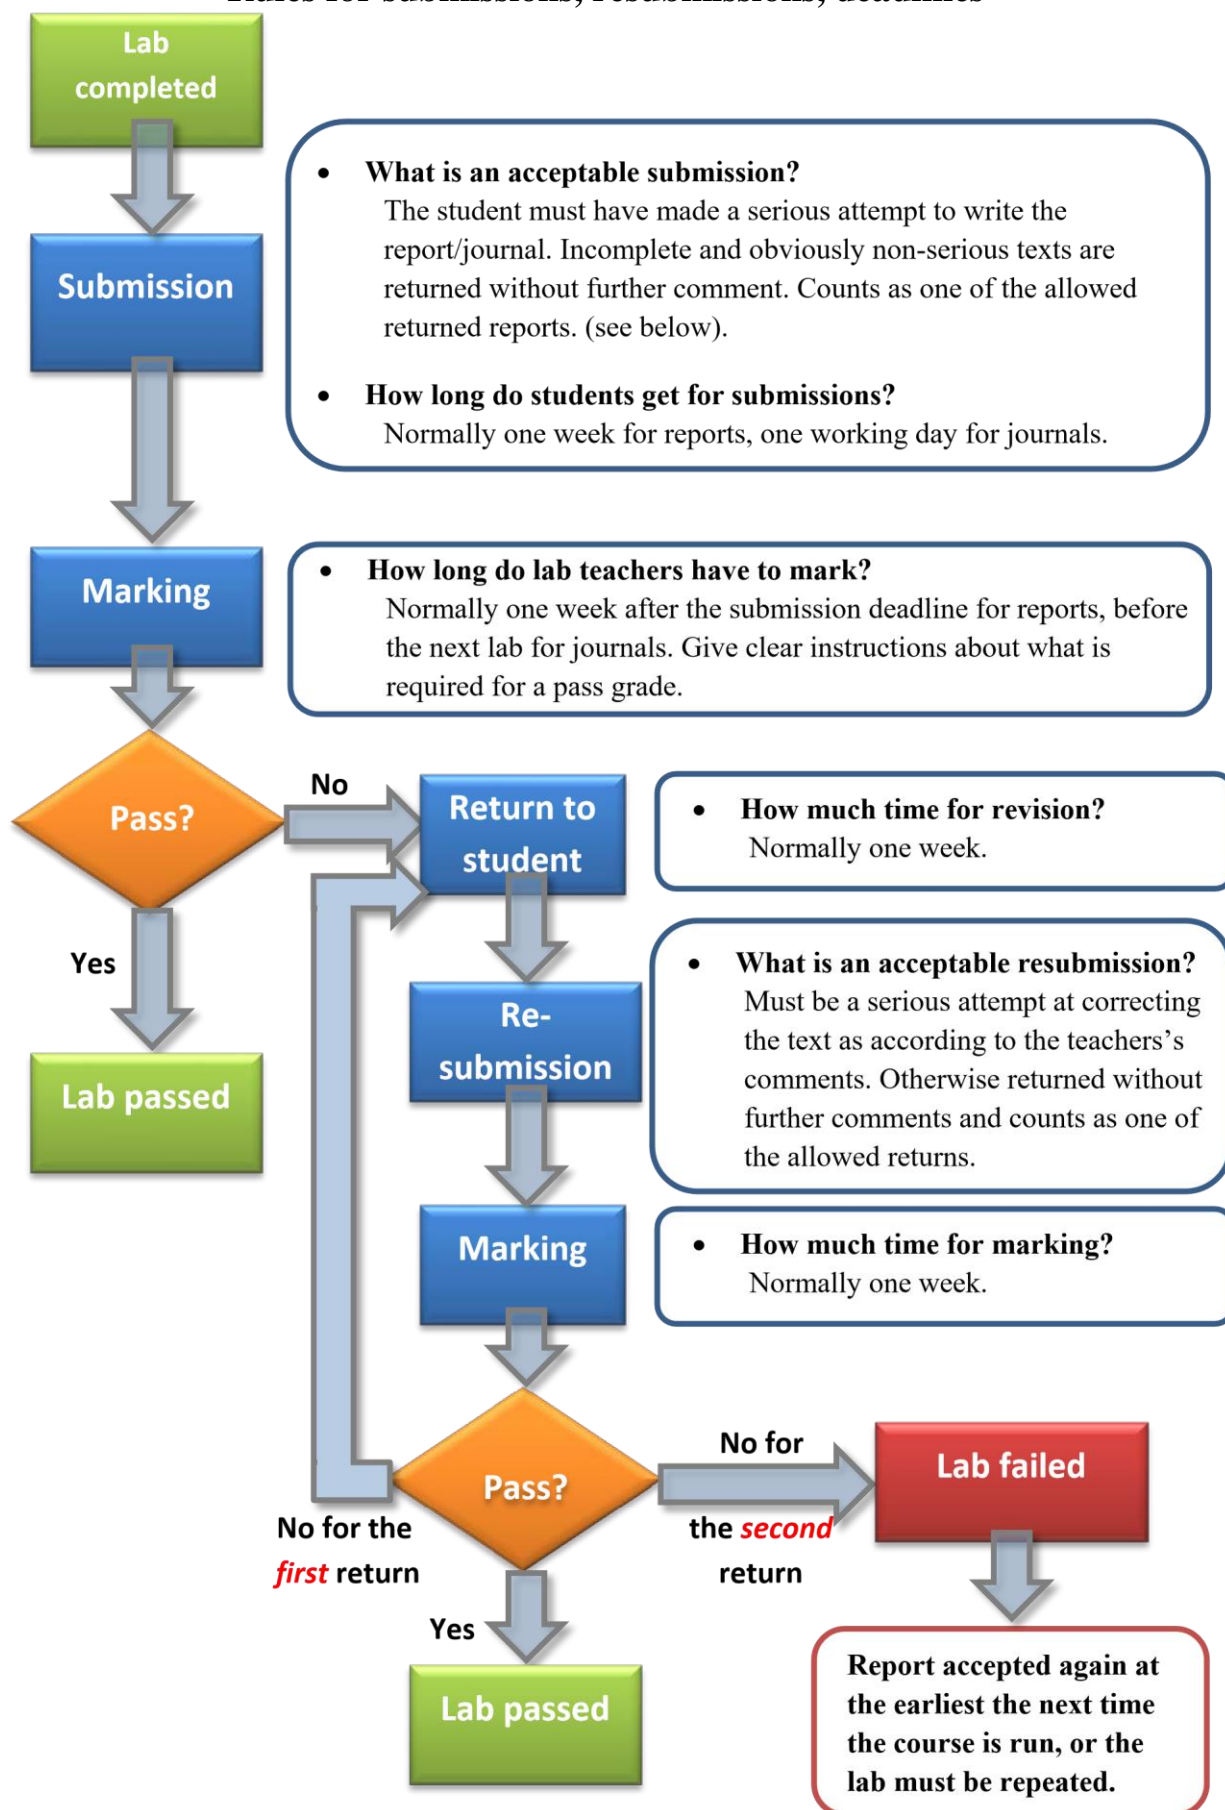 Rules for submissions, resubmissions, deadlines
Lab
completed
• What is an acceptable submission?
The student must have made a serious attempt to write the
report/journal. Incomplete and obviously non-serious texts are
returned without further comment. Counts as one of the allowed
returned reports. (see below).
• How long do students get for submissions?
Normally one week for reports, one working day for journals.
Submission
Marking
• How long do lab teachers have to mark?
Normally one week after the submission deadline for reports, before
the next lab for journals. Give clear instructions about what is
required for a pass grade.
Pass?
No
Return to
student
• How much time for revision?
Normally one week.
Yes
Lab passed
Re-
submission
• What is an acceptable resubmission?
Must be a serious attempt at correcting
the text as according to the teachers's
comments. Otherwise returned without
further comments and counts as one of
the allowed returns.
Marking
• How much time for marking?
Normally one week.
Pass?
No for the
first return
No for
the second
return
Lab failed
Yes
Lab passed
Report accepted again at
the earliest the next time
the course is run, or the
lab must be repeated.